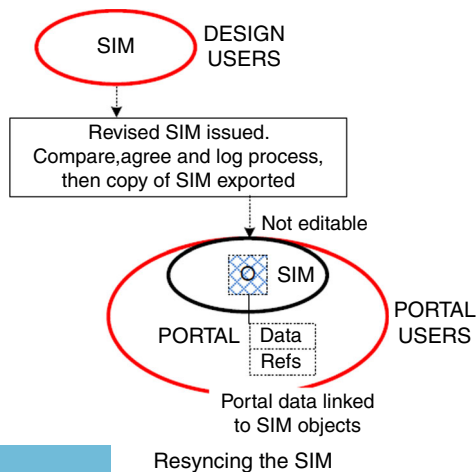 SIM
DESIGN
USERS
Revised SIM issued.
Compare,agree and log process,
then copy of SIM exported
Not editable
O
SIM
PORTAL
Data
Refs
PORTAL
USERS
Portal data linked
to SIM objects
Resyncing the SIM